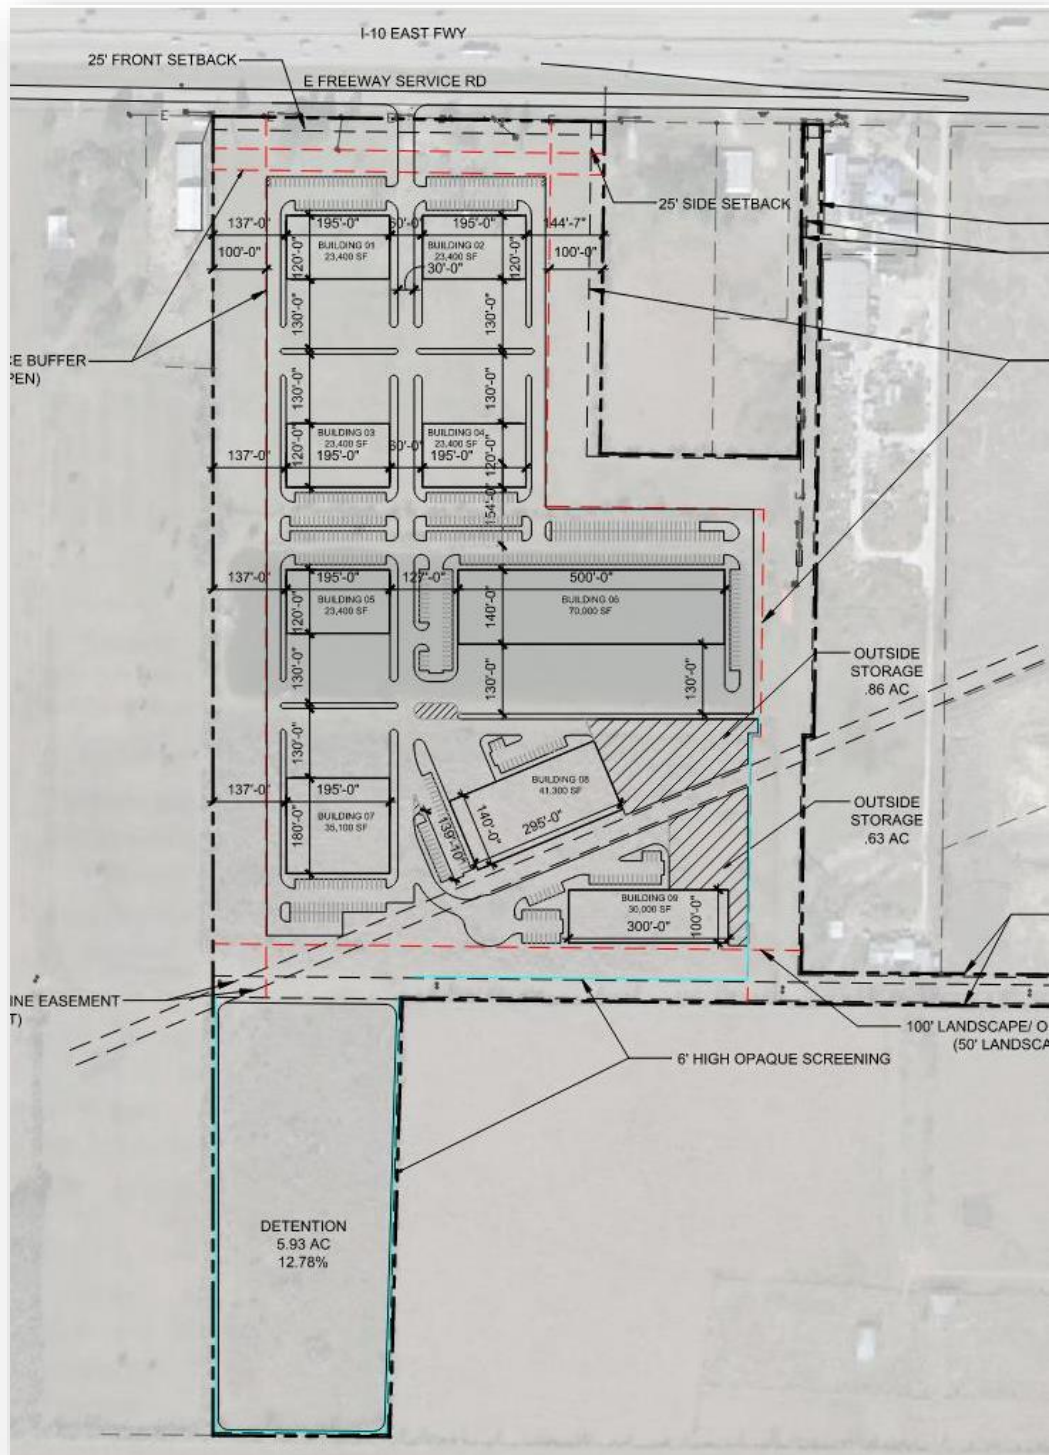 I-10 EAST FWY
25' FRONT SETBACK
E FREEWAY SERVICE RD
E
E
E
25' SIDE SETBACK
137'-0"
195'-0"
60'-0"
195'-0"
144'-7"
100'-0"
BUILDING 01
23,400 SF
120'-0"
BUILDING 02
23,400 SF
120'-0"
100'-0"
30'-0"
130'-0"
130'-0"
CE BUFFER
PEN)
130'-0"
130'-0"
BUILDING 03
23,400 SF
120'-0"
BUILDING 04
23,400 SF
120'-0"
137'-0"
195'-0"
60'-0"
195'-0"
154'-0"
137'-0"
195'-0"
127'-0"
500'-0"
BUILDING 05
23,400 SF
120'-0"
BUILDING 06
70,000 SF
140'-0"
130'-0"
130'-0"
130'-0"
OUTSIDE
STORAGE
.86 AC
130'-0"
137'-0"
195'-0"
BUILDING 07
35,100 SF
180'-0"
BUILDING 08
41,300 SF
140'-0"
295'-0"
139'-10"
OUTSIDE
STORAGE
.63 AC
BUILDING 09
30,000 SF
300'-0"
100'-0"
INE EASEMENT
T)
100' LANDSCAPE/ O
(50' LANDSCA
6' HIGH OPAQUE SCREENING
DETENTION
5.93 AC
12.78%